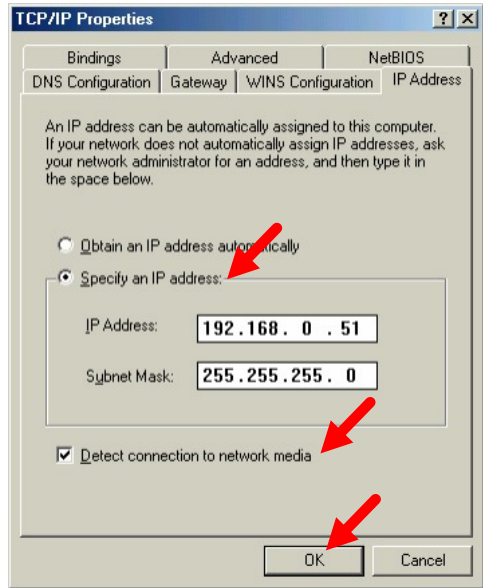 TCP/IP Properties
Bindings Advanced NetBIOS
DNS Configuration Gateway WINS Configuration IP Address
An IP address can be automatically assigned to this computer.
If your network does not automatically assign IP addresses, ask
your network administrator for an address, and then type it in
the space below.
Obtain an IP address automatically
Specify an IP address:
IP Address: 192.168. 0 . 51
Subnet Mask: 255.255.255. 0
Detect connection to network media
OK Cancel